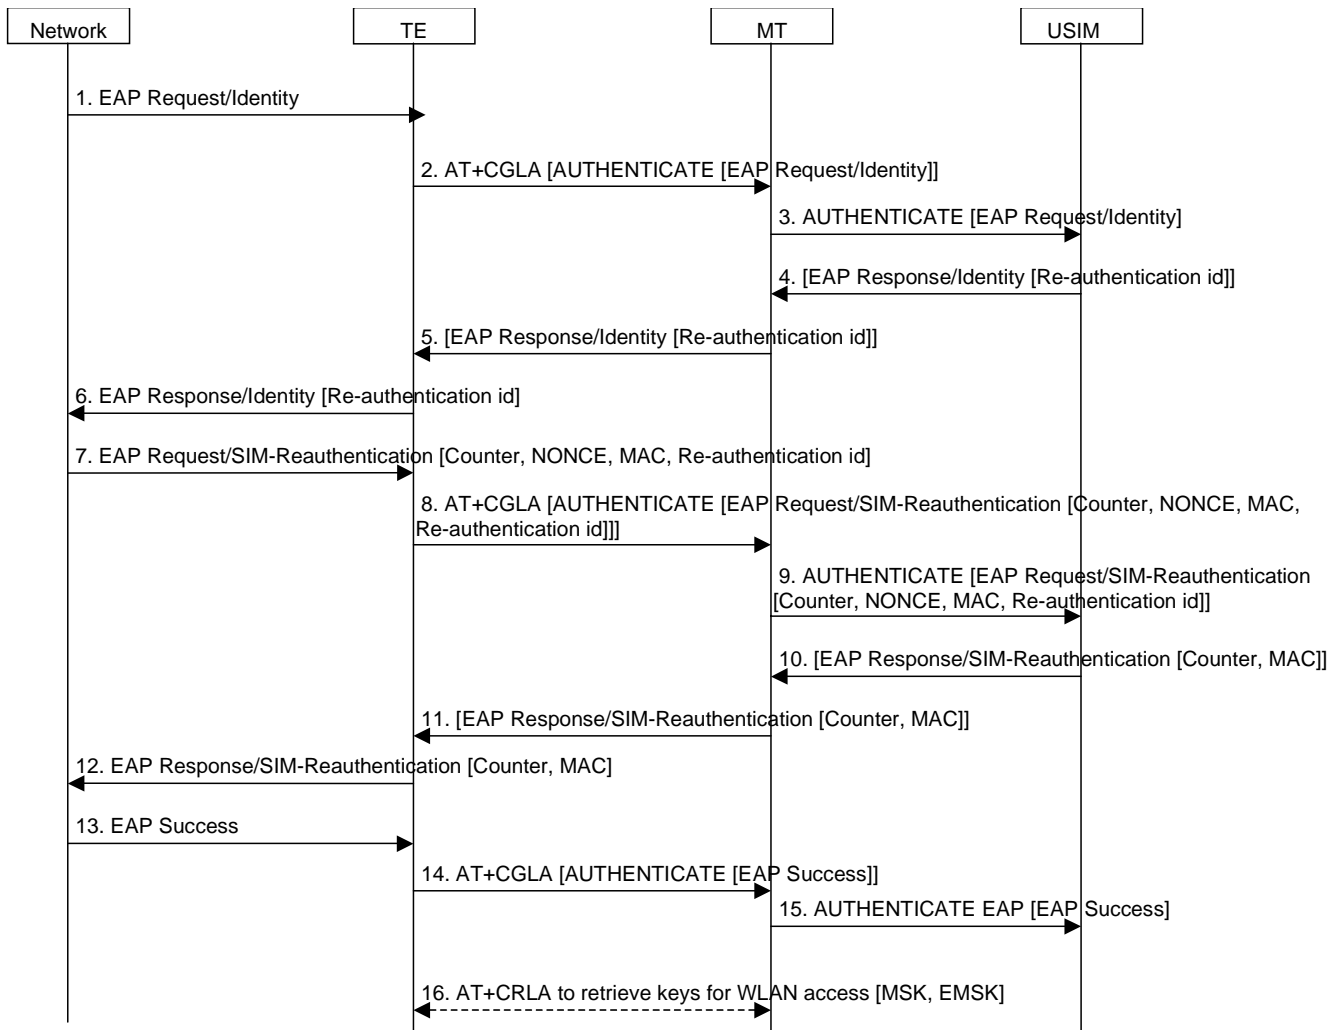 Network
TE
MT
USIM
1. EAP Request/Identity
2. AT+CGLA [AUTHENTICATE [EAP Request/Identity]]
3. AUTHENTICATE [EAP Request/Identity]
4. [EAP Response/Identity [Re-authentication id]]
5. [EAP Response/Identity [Re-authentication id]]
6. EAP Response/Identity [Re-authentication id]
7. EAP Request/SIM-Reauthentication [Counter, NONCE, MAC, Re-authentication id]
8. AT+CGLA [AUTHENTICATE [EAP Request/SIM-Reauthentication [Counter, NONCE, MAC,
Re-authentication id]]]
9. AUTHENTICATE [EAP Request/SIM-Reauthentication
[Counter, NONCE, MAC, Re-authentication id]]
10. [EAP Response/SIM-Reauthentication [Counter, MAC]]
11. [EAP Response/SIM-Reauthentication [Counter, MAC]]
12. EAP Response/SIM-Reauthentication [Counter, MAC]
13. EAP Success
14. AT+CGLA [AUTHENTICATE [EAP Success]]
15. AUTHENTICATE EAP [EAP Success]
16. AT+CRLA to retrieve keys for WLAN access [MSK, EMSK]